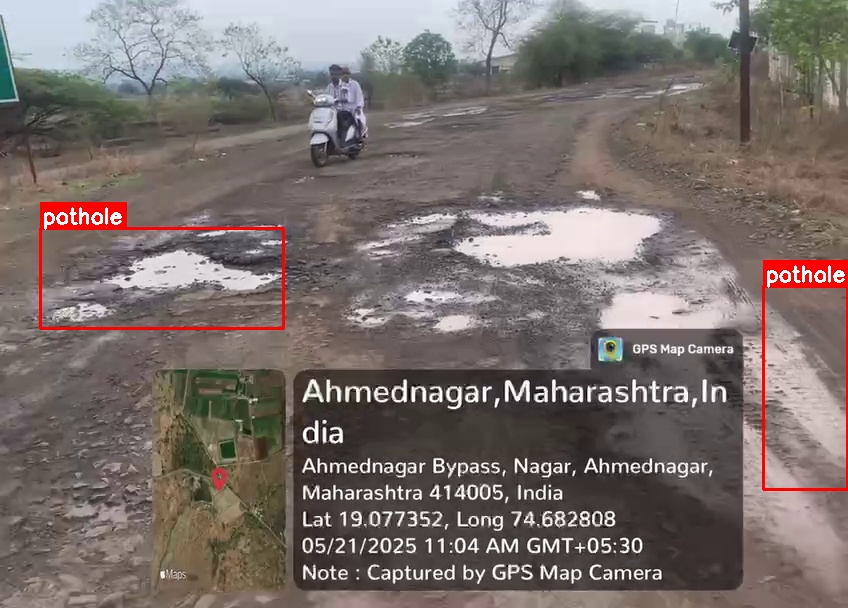 pothole
pothole
GPS Map Camera
Ahmednagar,Maharashtra,In
dia
Ahmednagar Bypass, Nagar, Ahmednagar,
Maharashtra 414005, India
Lat 19.077352, Long 74.682808
05/21/2025 11:04 AM GMT+05:30
Note : Captured by GPS Map Camera
Maps